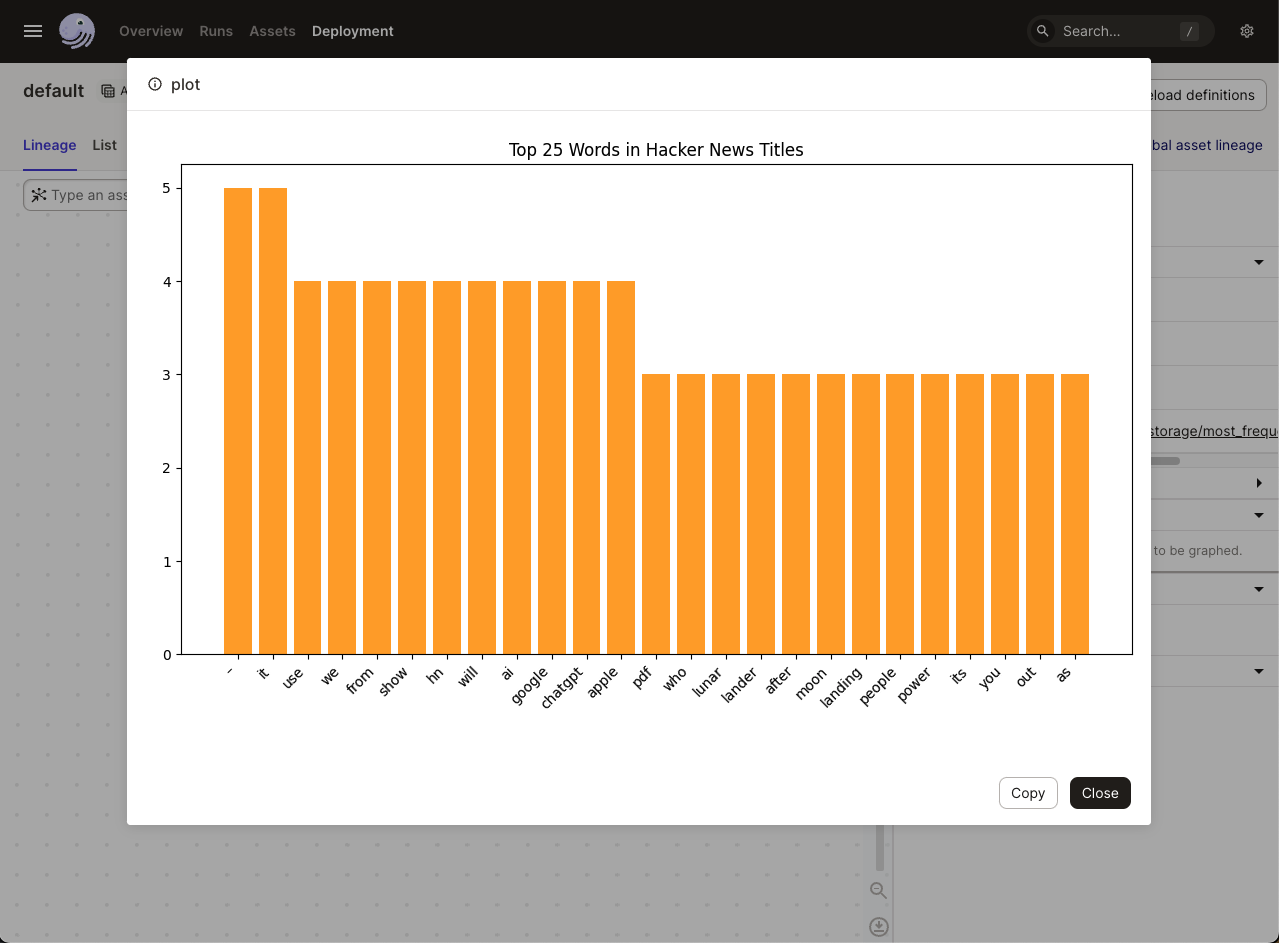 Overview Runs Assets Deployment
Search... /
default
plot
eload definitions
Lineage List
bal asset lineage
Type an ass
Top 25 Words in Hacker News Titles
5
4
3
2
1
0
– it use we from show hn will ai google chatgpt apple pdf who lunar lander after moon landing people power its you out as
storage/most_freque
to be graphed.
Copy Close